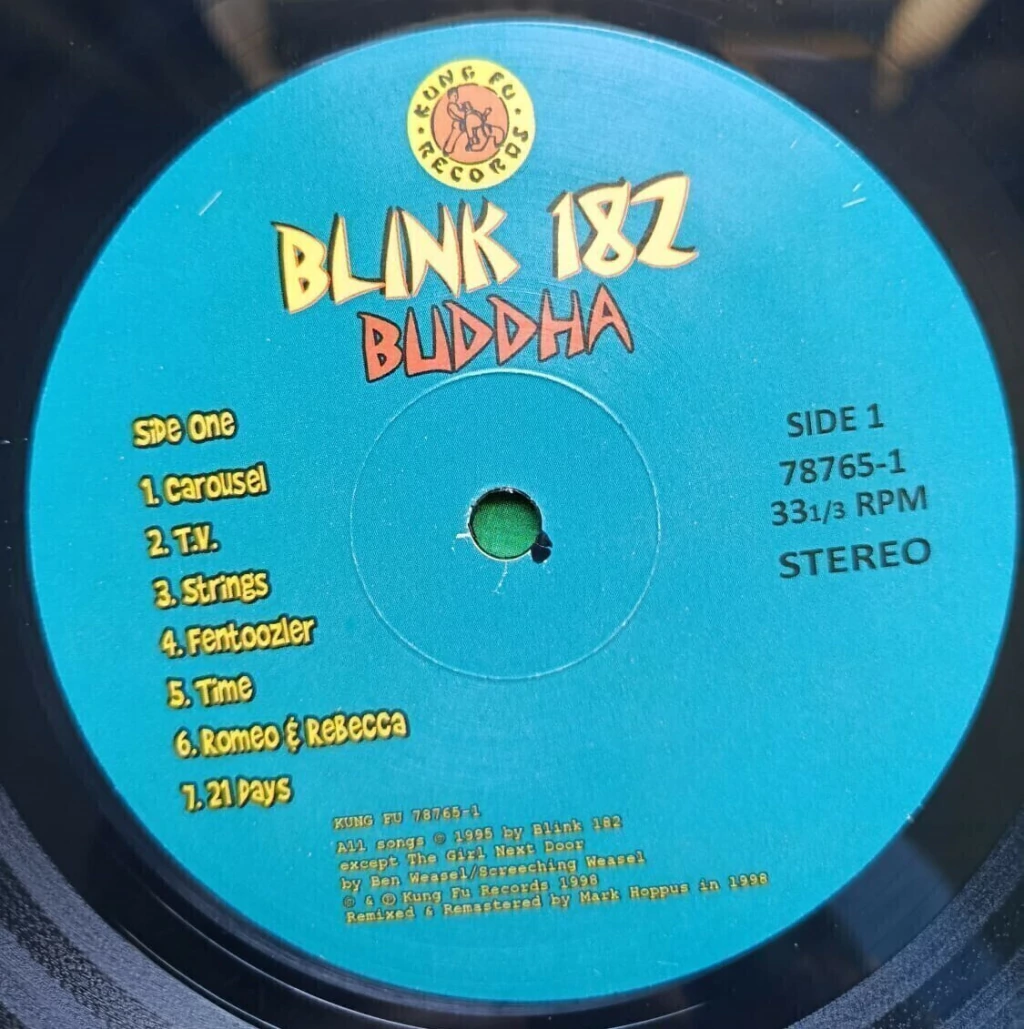 KUNG FU RECORDS
BLINK 182
BUDDHA
Side One
1. Carousel
2. T.V.
3. Strings
4. Fentoozler
5. Time
6. Romeo & Rebecca
7. 21 Days
SIDE 1
78765-1
33 1/3 RPM
STEREO
KUNG FU 78765-1
All songs © 1995 by Blink 182
except The Girl Next Door
by Ben Weasel/Screeching Weasel
© & ℗ Kung Fu Records 1998
Remixed & Remastered by Mark Hoppus in 1998